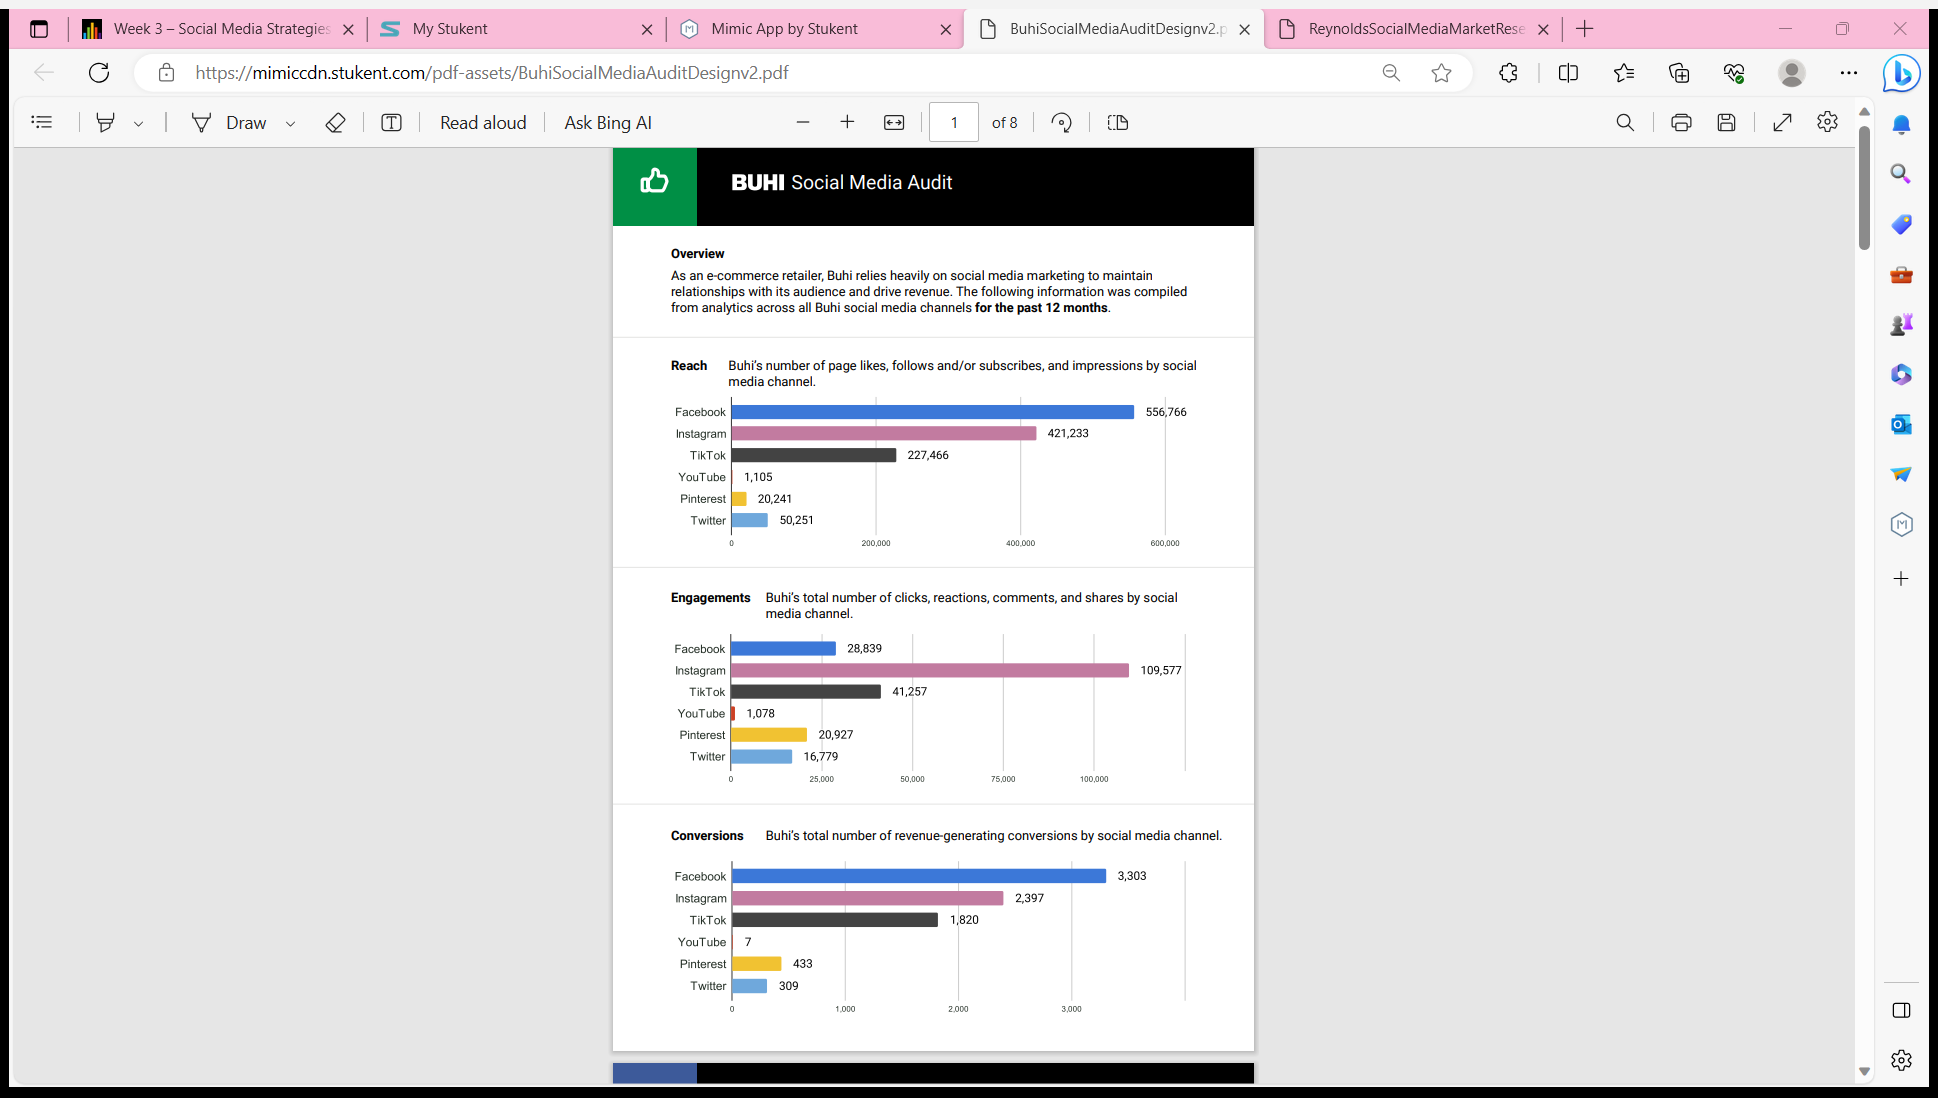 Week 3 – Social Media Strategies
My Stukent
Mimic App by Stukent
BuhiSocialMediaAuditDesignv2.p
ReynoldsSocialMediaMarketRese
https://mimiccdn.stukent.com/pdf-assets/BuhiSocialMediaAuditDesignv2.pdf
Draw
Read aloud
Ask Bing AI
1 of 8
BUHI Social Media Audit
Overview
As an e-commerce retailer, Buhi relies heavily on social media marketing to maintain
relationships with its audience and drive revenue. The following information was compiled
from analytics across all Buhi social media channels for the past 12 months.
Reach Buhi's number of page likes, follows and/or subscribes, and impressions by social
media channel.
Facebook 556,766
Instagram 421,233
TikTok 227,466
YouTube 1,105
Pinterest 20,241
Twitter 50,251
0 200,000 400,000 600,000
Engagements Buhi's total number of clicks, reactions, comments, and shares by social
media channel.
Facebook 28,839
Instagram 109,577
TikTok 41,257
YouTube 1,078
Pinterest 20,927
Twitter 16,779
0 25,000 50,000 75,000 100,000
Conversions Buhi's total number of revenue-generating conversions by social media channel.
Facebook 3,303
Instagram 2,397
TikTok 1,820
YouTube 7
Pinterest 433
Twitter 309
0 1,000 2,000 3,000